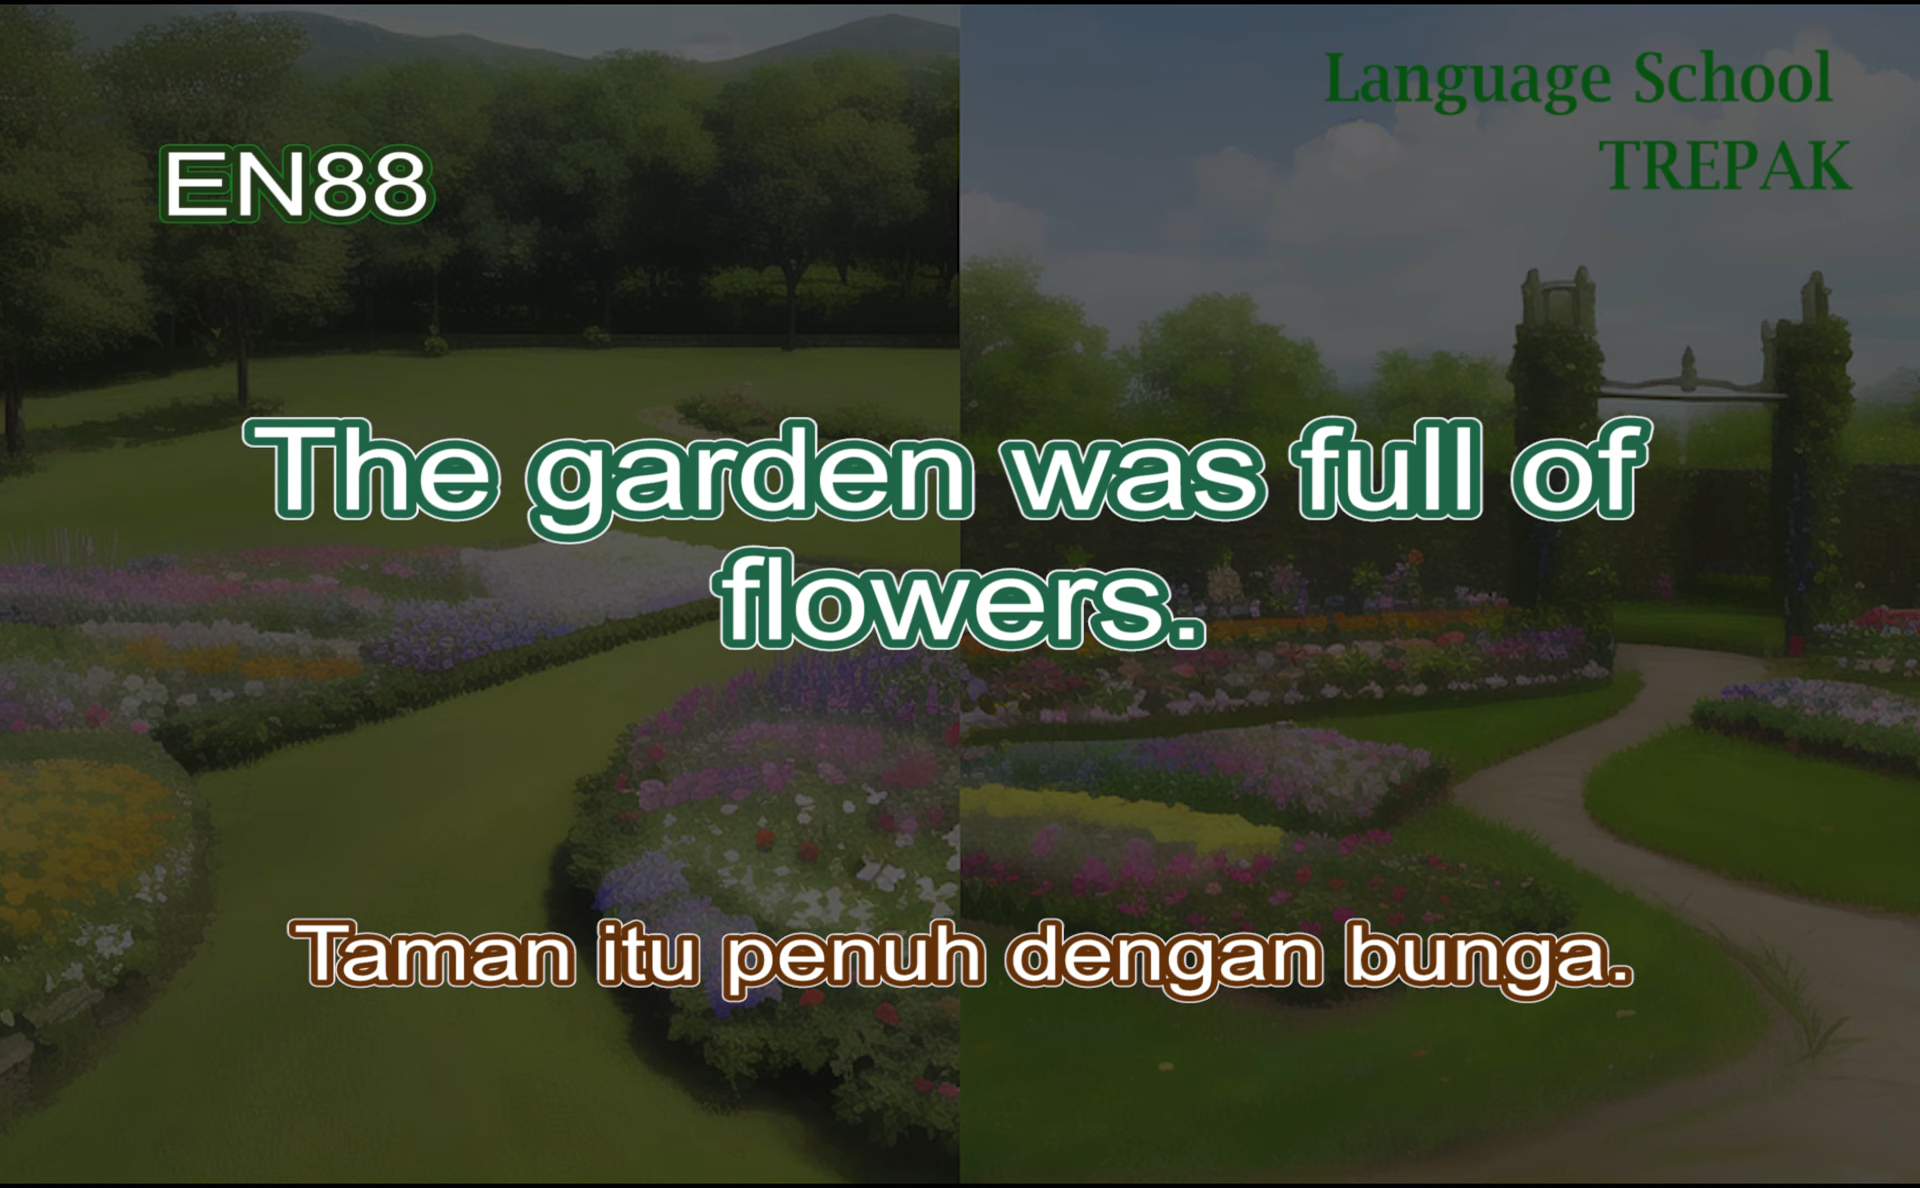 Language School
TREPAK
EN88
The garden was full of
flowers.
Taman itu penuh dengan bunga.